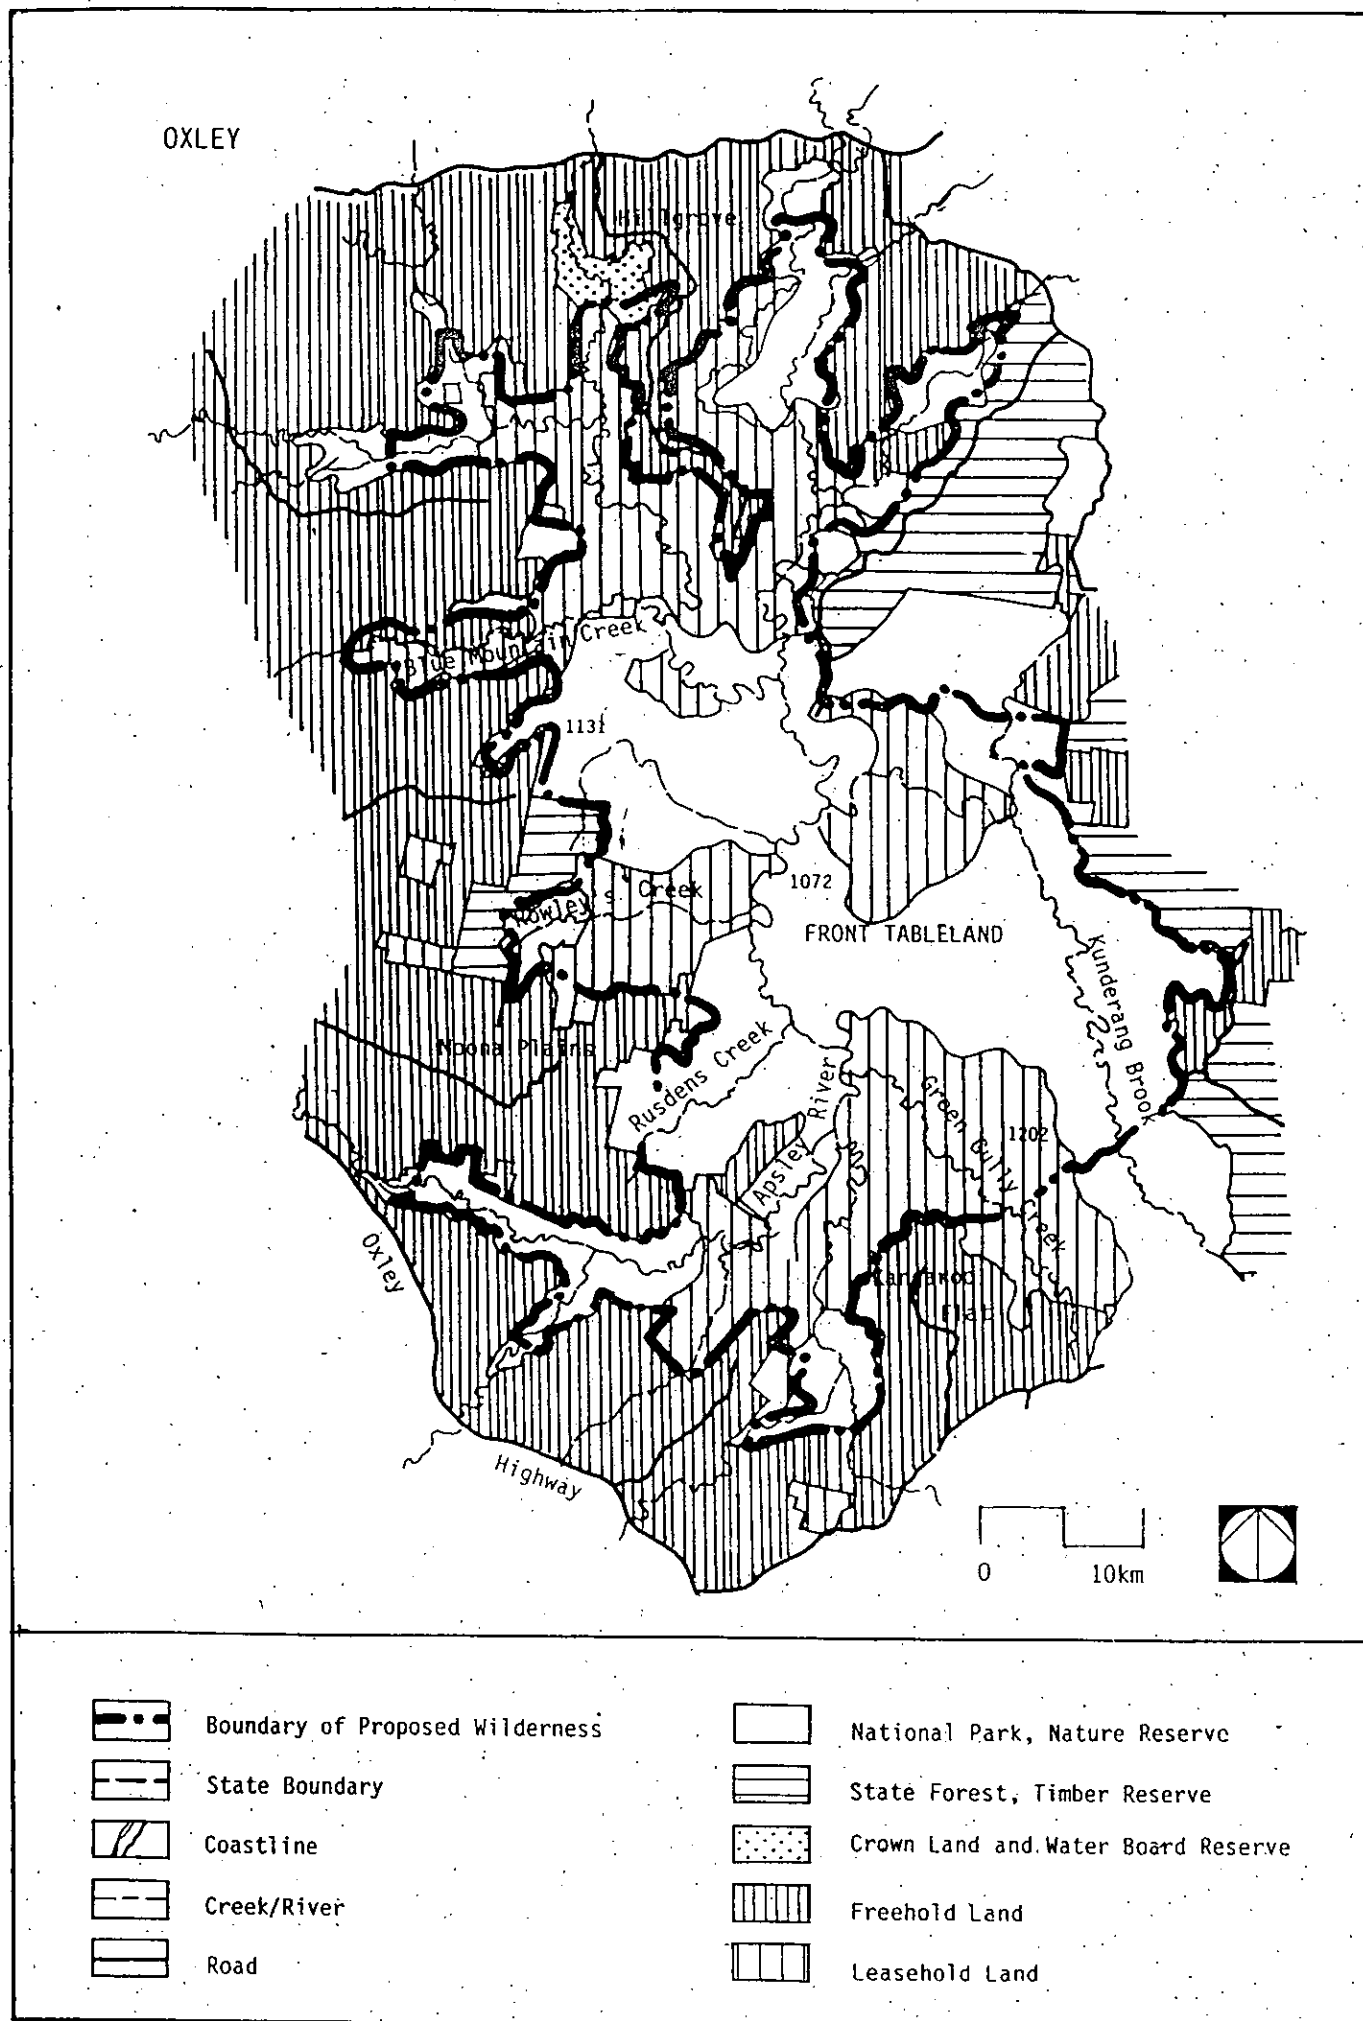 OXLEY
Hillgrove
Blue Mountain Creek
1131
1072
Rowley's Creek
FRONT TABLELAND
Kunderang Brook
Noona Plains
Rusdens Creek
Apsley River
Green Gully Creek
1202
Kangaroo
Flat
Oxley
Highway
0 10km
Boundary of Proposed Wilderness
State Boundary
Coastline
Creek/River
Road
National Park, Nature Reserve
State Forest, Timber Reserve
Crown Land and Water Board Reserve
Freehold Land
Leasehold Land